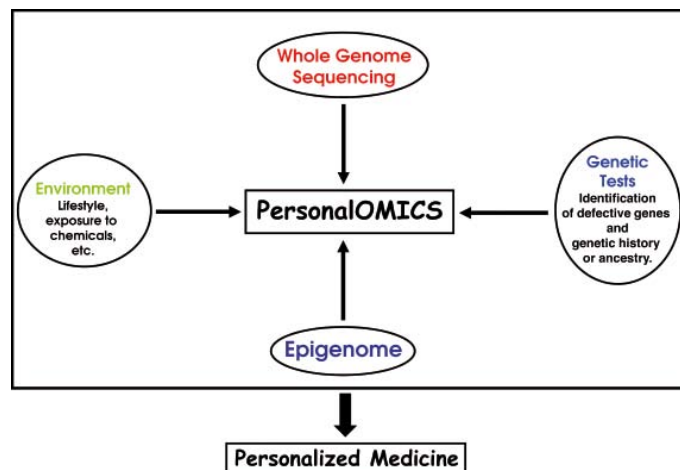 Whole Genome
Sequencing
Environment
Lifestyle,
exposure to
chemicals,
etc.
PersonalOMICS
Genetic
Tests
Identification
of defective genes
and
genetic history
or ancestry.
Epigenome
Personalized Medicine